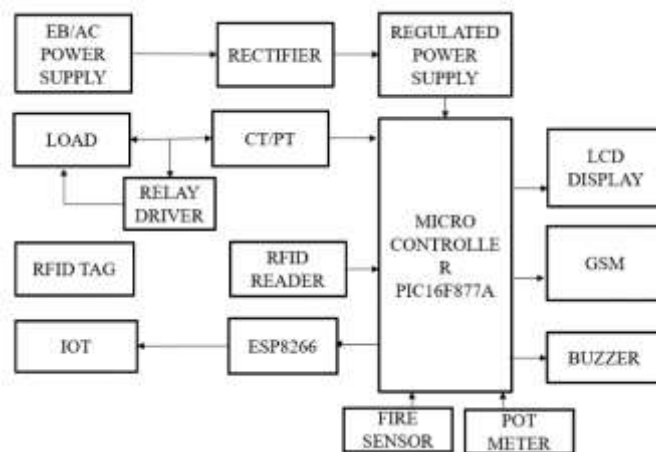 EB/AC
POWER
SUPPLY
RECTIFIER
REGULATED
POWER
SUPPLY
LOAD
CT/PT
RELAY
DRIVER
MICRO
CONTROLLE
R
PIC16F877A
LCD
DISPLAY
RFID TAG
RFID
READER
GSM
IOT
ESP8266
BUZZER
FIRE
SENSOR
POT
METER